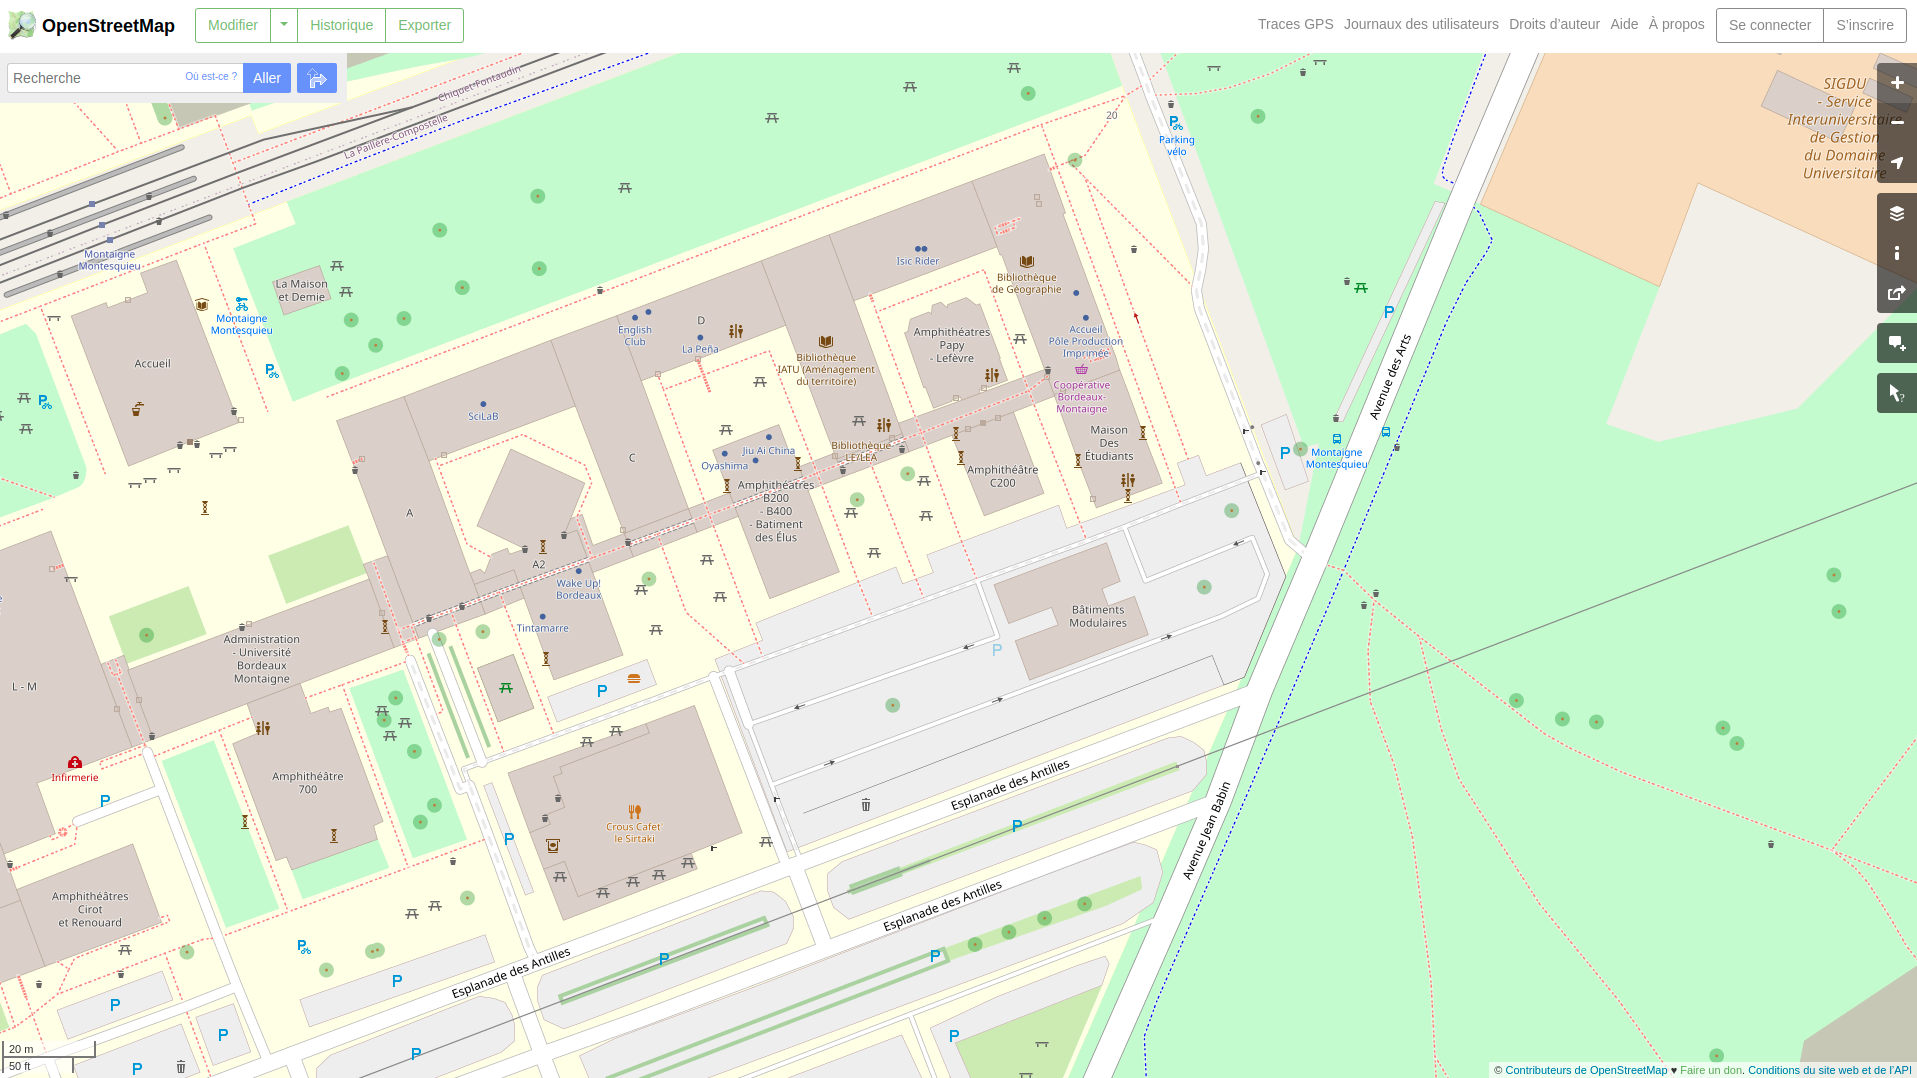 OpenStreetMap
Modifier
Historique
Exporter
Traces GPS
Journaux des utilisateurs
Droits d'auteur
Aide
À propos
Se connecter
S'inscrire
Recherche
Où est-ce ?
Aller
Chiquet-Fontaudin
La Paillère-Compostelle
20
Parking
vélo
SIGDU
- Service
Interuniversitaire
de Gestion
du Domaine
Universitaire
Montaigne
Montesquieu
La Maison
et Demie
Montaigne
Montesquieu
Accueil
Isic Rider
Bibliothèque
de Géographie
English
Club
D
La Peña
Bibliothèque
IATU (Aménagement
du territoire)
Amphithéatres
Papy
- Lefèvre
Accueil
Pôle Production
Imprimée
Coopérative
Bordeaux-
Montaigne
SciLaB
C
A
Jiu Ai China
Oyashima
Bibliothèque
LE/LEA
Maison
Des
Étudiants
Amphithéâtre
C200
Amphithéatres
B200
- B400
- Batiment
des Élus
P
P
Montaigne
Montesquieu
Avenue des Arts
A2
Wake Up!
Bordeaux
Tintamarre
Bâtiments
Modulaires
P
Administration
- Université
Bordeaux
Montaigne
L - M
P
Infirmerie
P
Amphithéâtre
700
Crous Cafet'
le Sirtaki
P
Esplanade des Antilles
P
Avenue Jean Babin
Amphithéâtres
Cirot
et Renouard
Esplanade des Antilles
P
P
P
Esplanade des Antilles
P
P
P
P
P
20 m
50 ft
© Contributeurs de OpenStreetMap ♥ Faire un don. Conditions du site web et de l'API